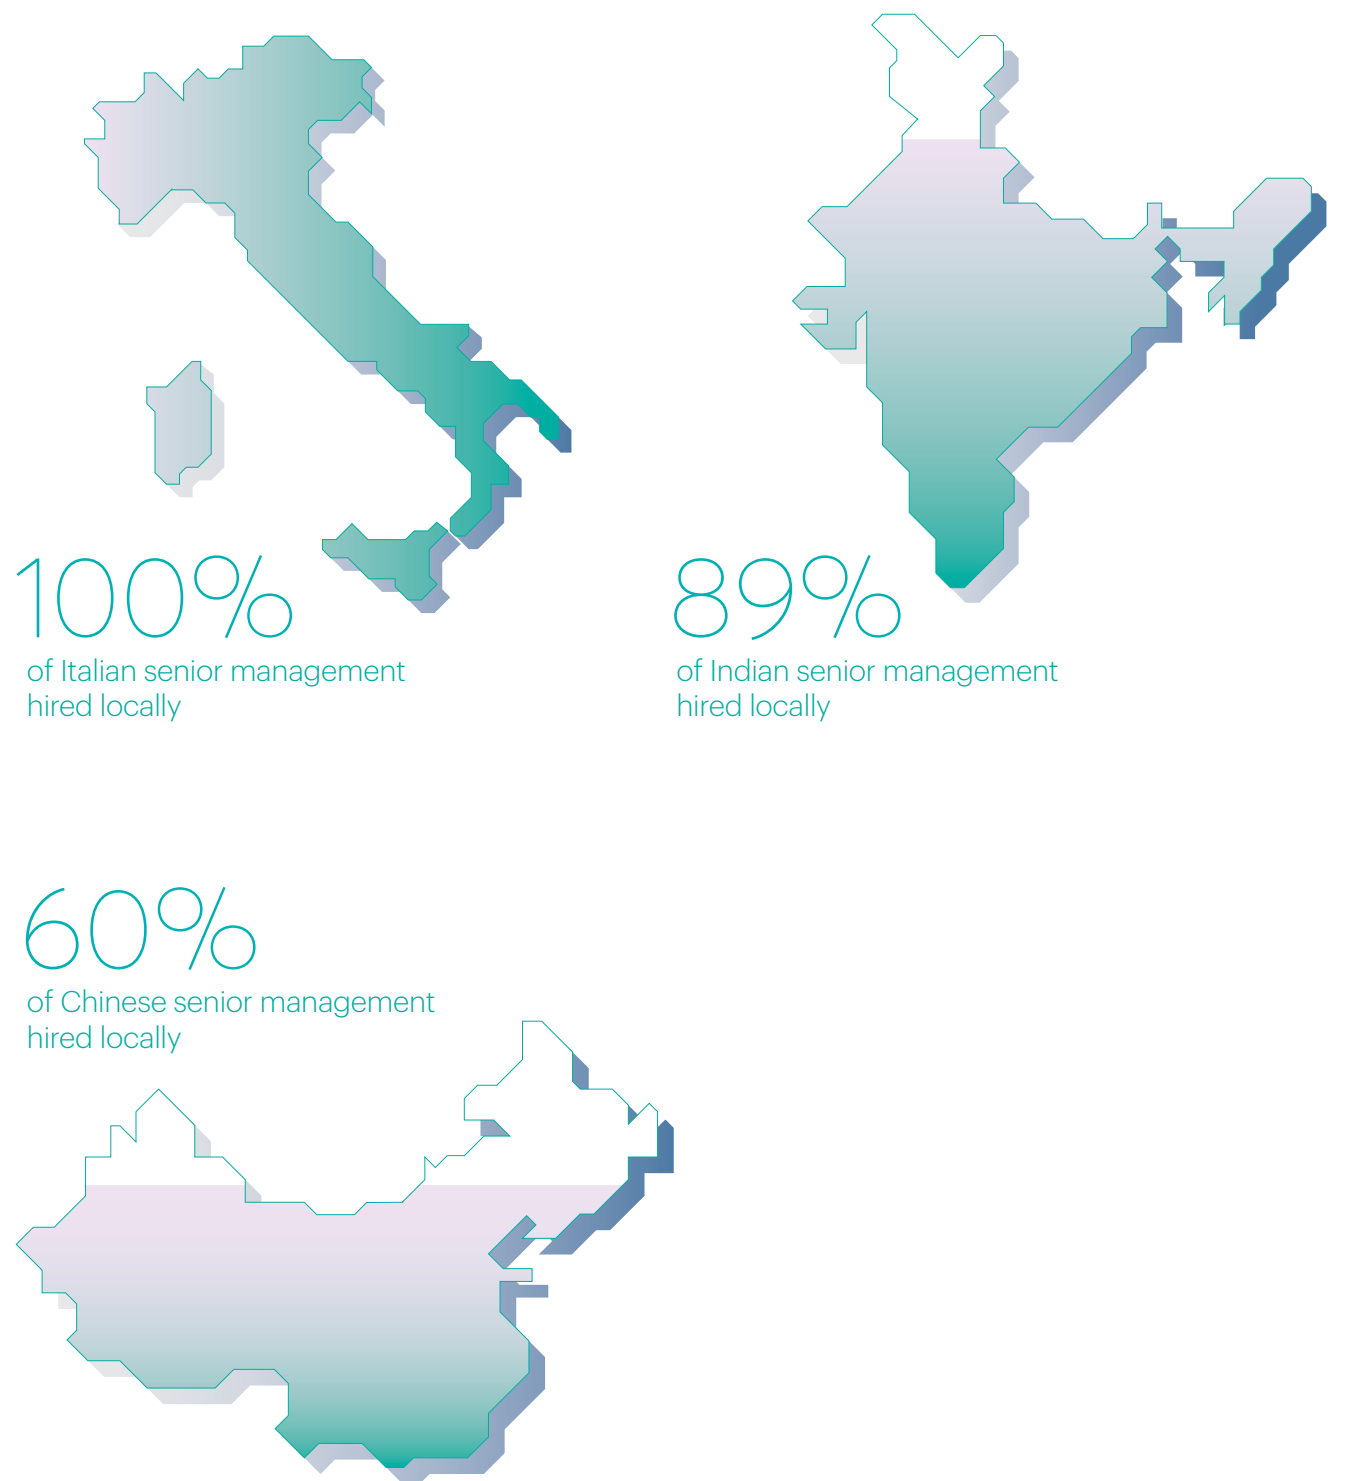 100%
of Italian senior management
hired locally
89%
of Indian senior management
hired locally
60%
of Chinese senior management
hired locally